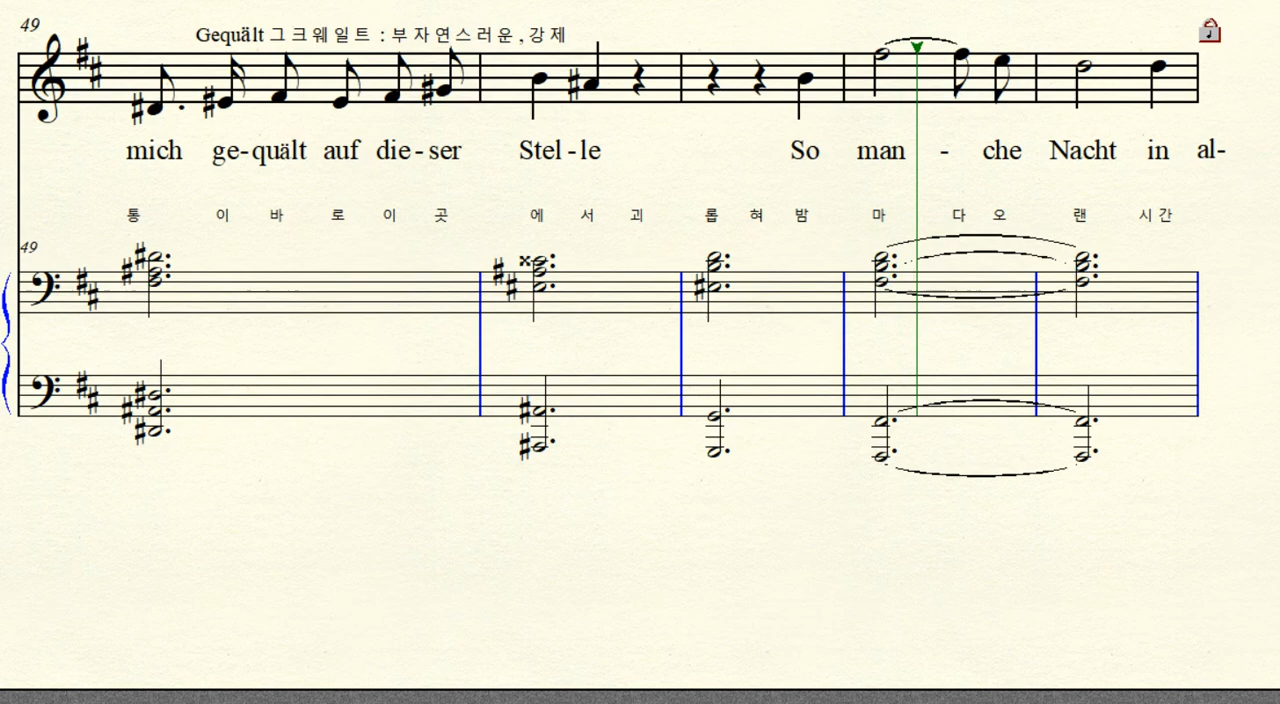 49
Gequält 그크웨일트 : 부자연스러운,강제
mich ge-quält auf die-ser Stel-le So man - che Nacht in al-
통 이 바 로 이 곳 에 서 괴 롭 혀 밤 마 다 오 랜 시간
49